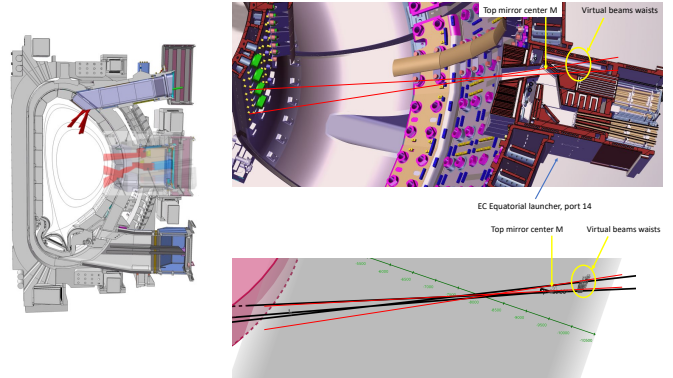 Top mirror center M
Virtual beams waists
EC Equatorial launcher, port 14
Top mirror center M
Virtual beams waists